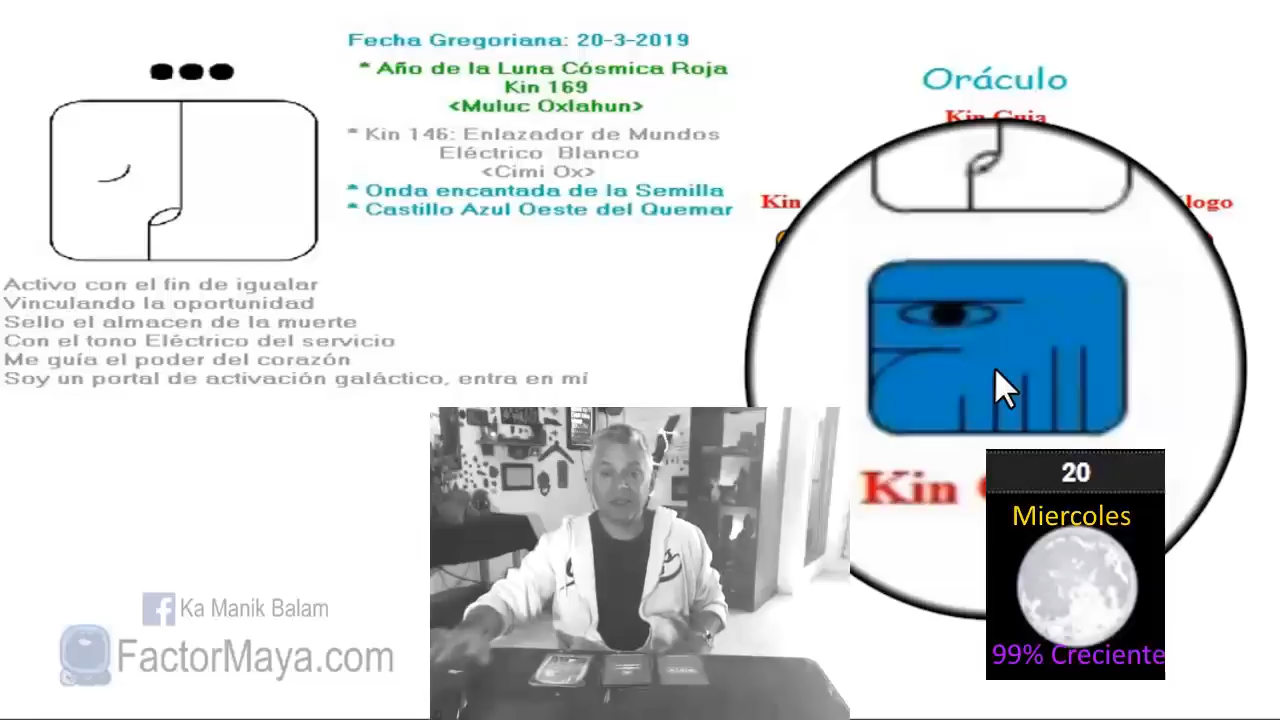 Fecha Gregoriana: 20-3-2019
* Año de la Luna Cósmica Roja
Kin 169
<Muluc Oxlahun>
* Kin 146: Enlazador de Mundos
Eléctrico Blanco
<Cimi Ox>
* Onda encantada de la Semilla
* Castillo Azul Oeste del Quemar
Activo con el fin de igualar
Vinculando la oportunidad
Sello el almacen de la muerte
Con el tono Eléctrico del servicio
Me guía el poder del corazón
Soy un portal de activación galáctico, entra en mí
Oráculo
Kin Guia
Kin
logo
Kin
20
Miercoles
99% Creciente
Ka Manik Balam
FactorMaya.com